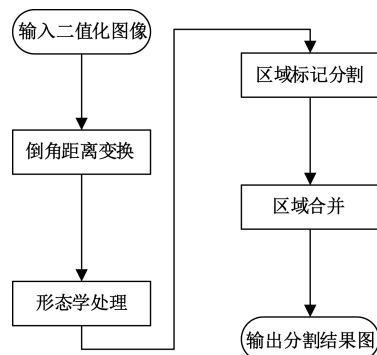 输入二值化图像
倒角距离变换
形态学处理
区域标记分割
区域合并
输出分割结果图